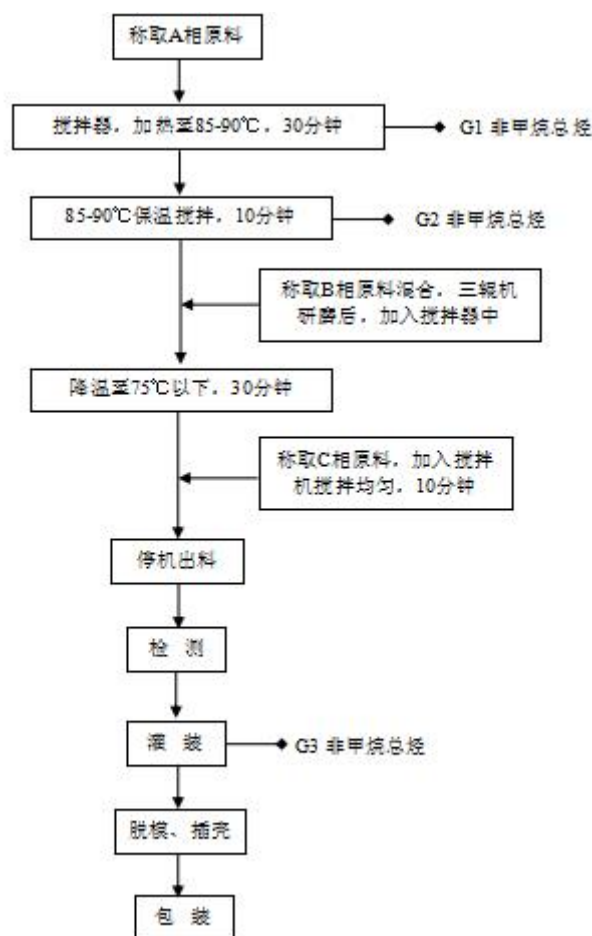 称取A相原料
搅拌器，加热至85-90℃，30分钟
G1 非甲烷总烃
85-90℃保温搅拌，10分钟
G2 非甲烷总烃
称取B相原料混合，三辊机
研磨后，加入搅拌器中
降温至75℃以下，30分钟
称取C相原料，加入搅拌
机搅拌均匀，10分钟
停机出料
检 测
灌 装
G3 非甲烷总烃
脱模、插壳
包 装